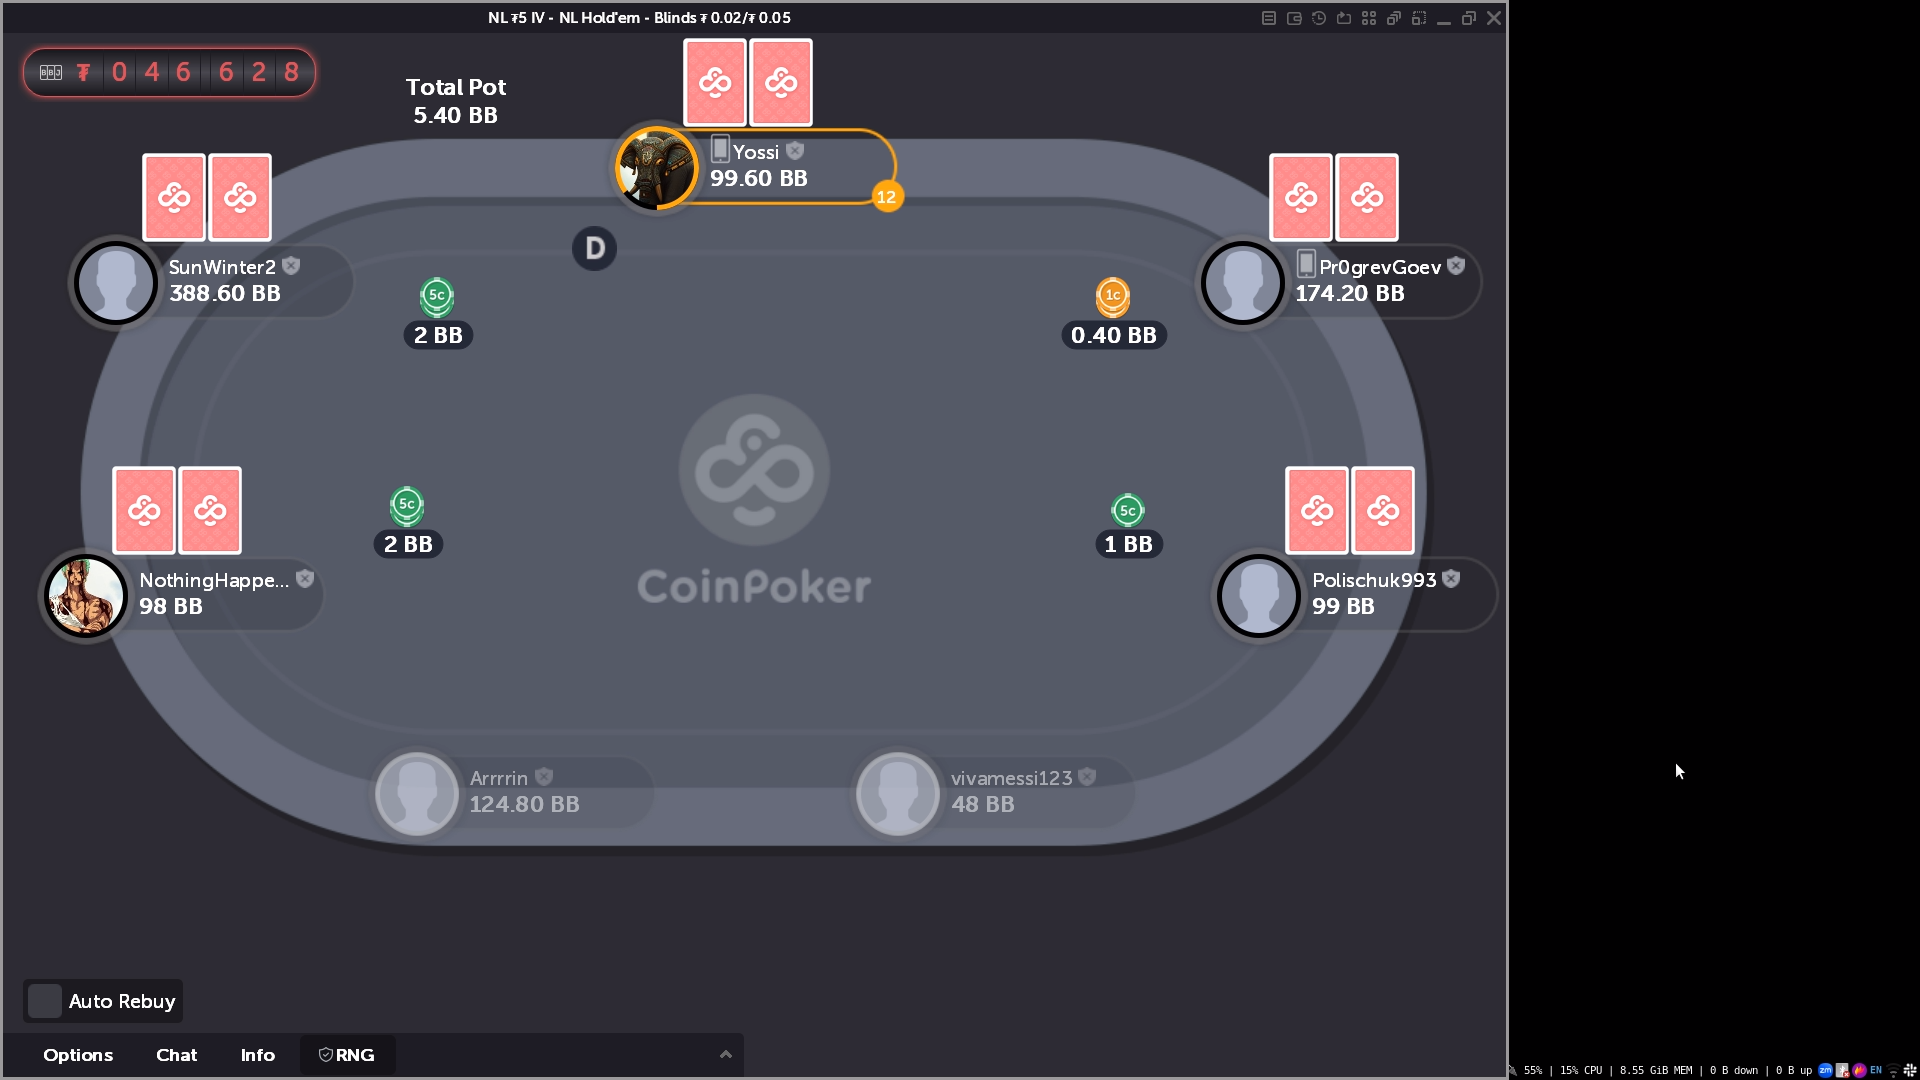 NL ₮5 IV - NL Hold'em - Blinds ₮ 0.02/₮ 0.05
BBJ ₮ 0 4 6 6 2 8
Total Pot
5.40 BB
Yossi
99.60 BB
12
D
SunWinter2
388.60 BB
Pr0grevGoev
174.20 BB
5c
2 BB
1c
0.40 BB
NothingHappe...
98 BB
5c
2 BB
5c
1 BB
Polischuk993
99 BB
CoinPoker
Arrrrin
124.80 BB
vivamessi123
48 BB
Auto Rebuy
Options Chat Info RNG
55% | 15% CPU | 8.55 GiB MEM | 0 B down | 0 B up zm EN